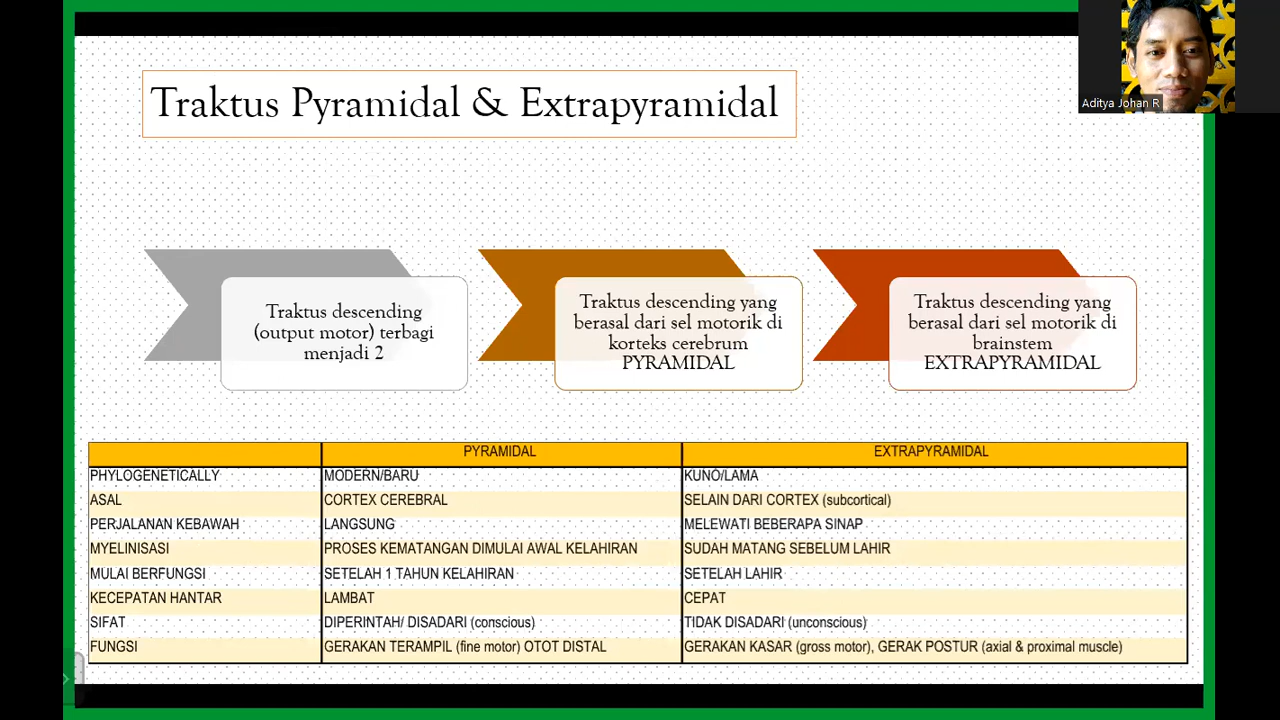 Aditya Johan R
Traktus Pyramidal & Extrapyramidal
Traktus descending
(output motor) terbagi
menjadi 2
Traktus descending yang
berasal dari sel motorik di
korteks cerebrum
PYRAMIDAL
Traktus descending yang
berasal dari sel motorik di
brainstem
EXTRAPYRAMIDAL
PYRAMIDAL EXTRAPYRAMIDAL
PHYLOGENETICALLY MODERN/BARU KUNO/LAMA
ASAL CORTEX CEREBRAL SELAIN DARI CORTEX (subcortical)
PERJALANAN KEBAWAH LANGSUNG MELEWATI BEBERAPA SINAP
MYELINISASI PROSES KEMATANGAN DIMULAI AWAL KELAHIRAN SUDAH MATANG SEBELUM LAHIR
MULAI BERFUNGSI SETELAH 1 TAHUN KELAHIRAN SETELAH LAHIR
KECEPATAN HANTAR LAMBAT CEPAT
SIFAT DIPERINTAH/ DISADARI (conscious) TIDAK DISADARI (unconscious)
FUNGSI GERAKAN TERAMPIL (fine motor) OTOT DISTAL GERAKAN KASAR (gross motor), GERAK POSTUR (axial & proximal muscle)